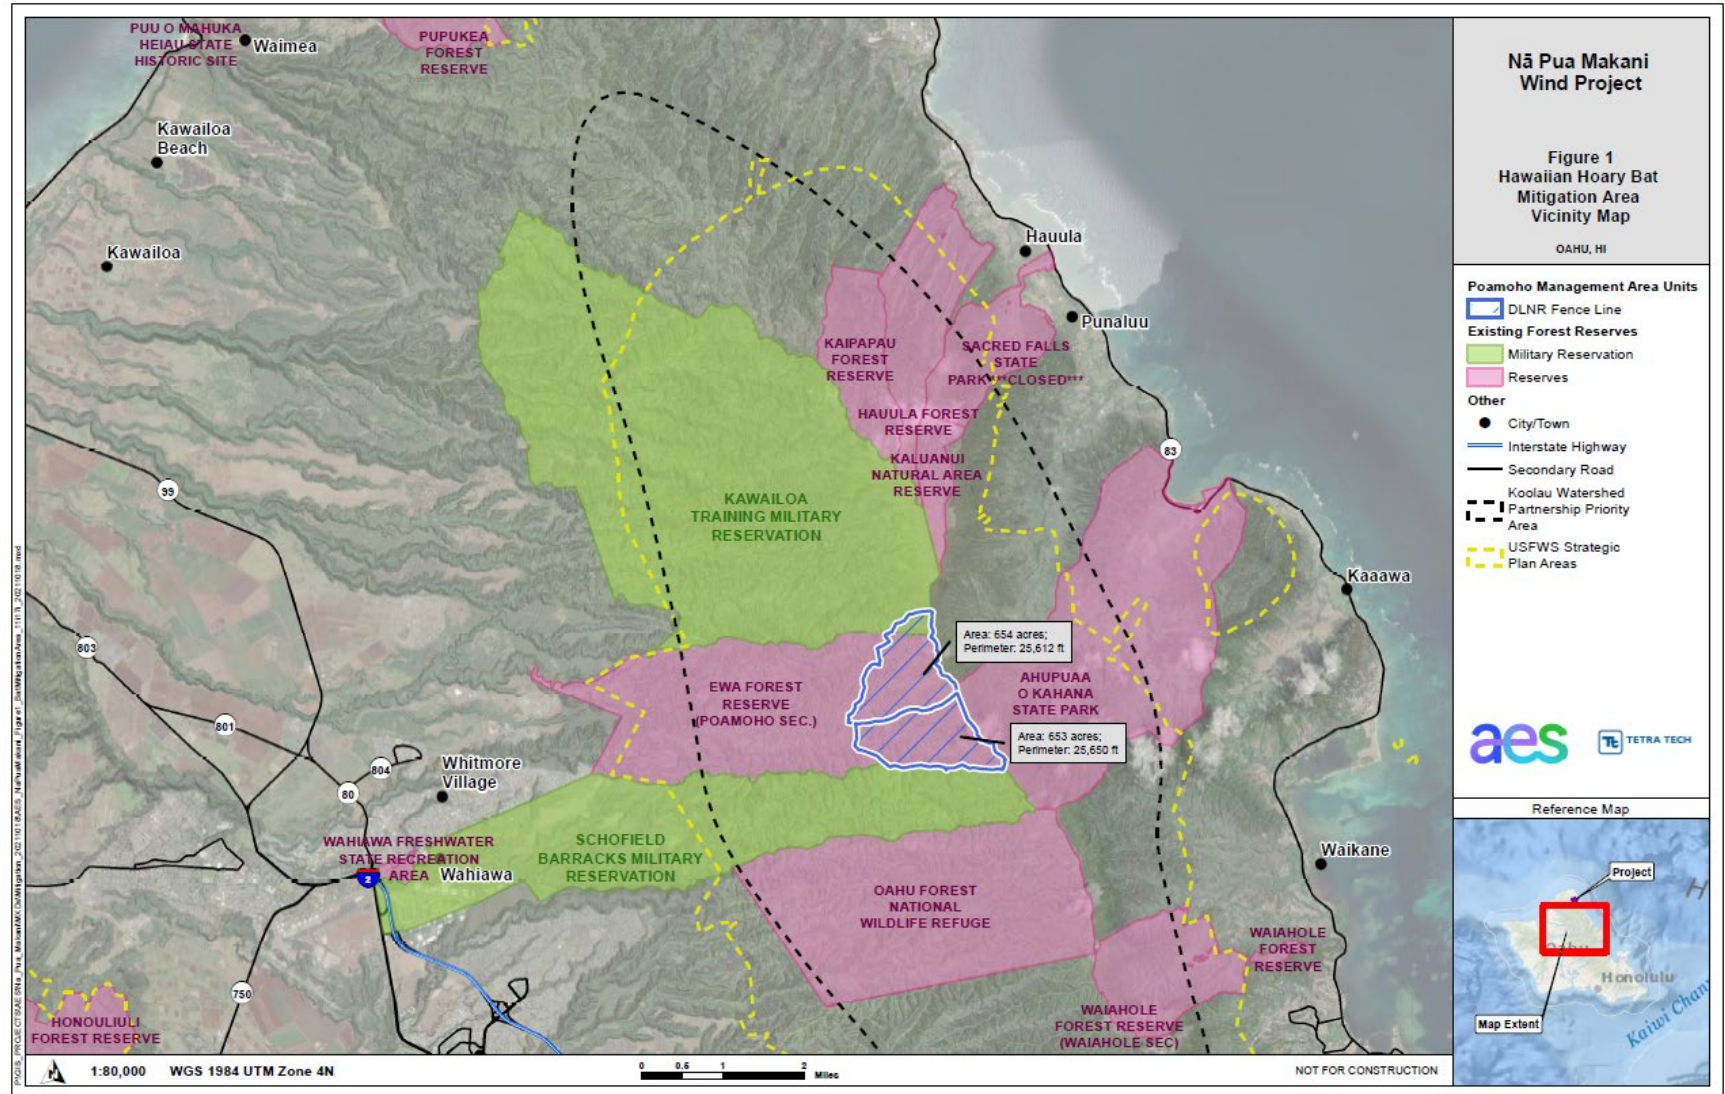 PUU O MAHUKA
HEIAU STATE
HISTORIC SITE
Waimea
PUPUKEA
FOREST
RESERVE
Kawailoa
Beach
Kawailoa
Hauula
Punaluu
KAIPAPAU
FOREST
RESERVE
SACRED FALLS
STATE
PARK***CLOSED***
HAUULA FOREST
RESERVE
KALUANUI
NATURAL AREA
RESERVE
83
99
KAWAILOA
TRAINING MILITARY
RESERVATION
Kaaawa
803
Area: 654 acres;
Perimeter: 25,612 ft
EWA FOREST
RESERVE
(POAMOHO SEC.)
AHUPUAA
O KAHANA
STATE PARK
801
Area: 653 acres;
Perimeter: 25,650 ft
804
80
Whitmore
Village
WAHIAWA FRESHWATER
STATE RECREATION
AREA
Wahiawa
2
SCHOFIELD
BARRACKS MILITARY
RESERVATION
Waikane
OAHU FOREST
NATIONAL
WILDLIFE REFUGE
WAIAHOLE
FOREST
RESERVE
750
HONOULIULI
FOREST RESERVE
WAIAHOLE
FOREST RESERVE
(WAIAHOLE SEC)
1:80,000 WGS 1984 UTM Zone 4N
0 0.5 1 2
Miles
NOT FOR CONSTRUCTION
Nā Pua Makani
Wind Project
Figure 1
Hawaiian Hoary Bat
Mitigation Area
Vicinity Map
OAHU, HI
Poamoho Management Area Units
DLNR Fence Line
Existing Forest Reserves
Military Reservation
Reserves
Other
City/Town
Interstate Highway
Secondary Road
Koolau Watershed
Partnership Priority
Area
USFWS Strategic
Plan Areas
aes
Tt TETRA TECH
Reference Map
Project
H
Oahu
Honolulu
Map Extent
Kaiwi Chann